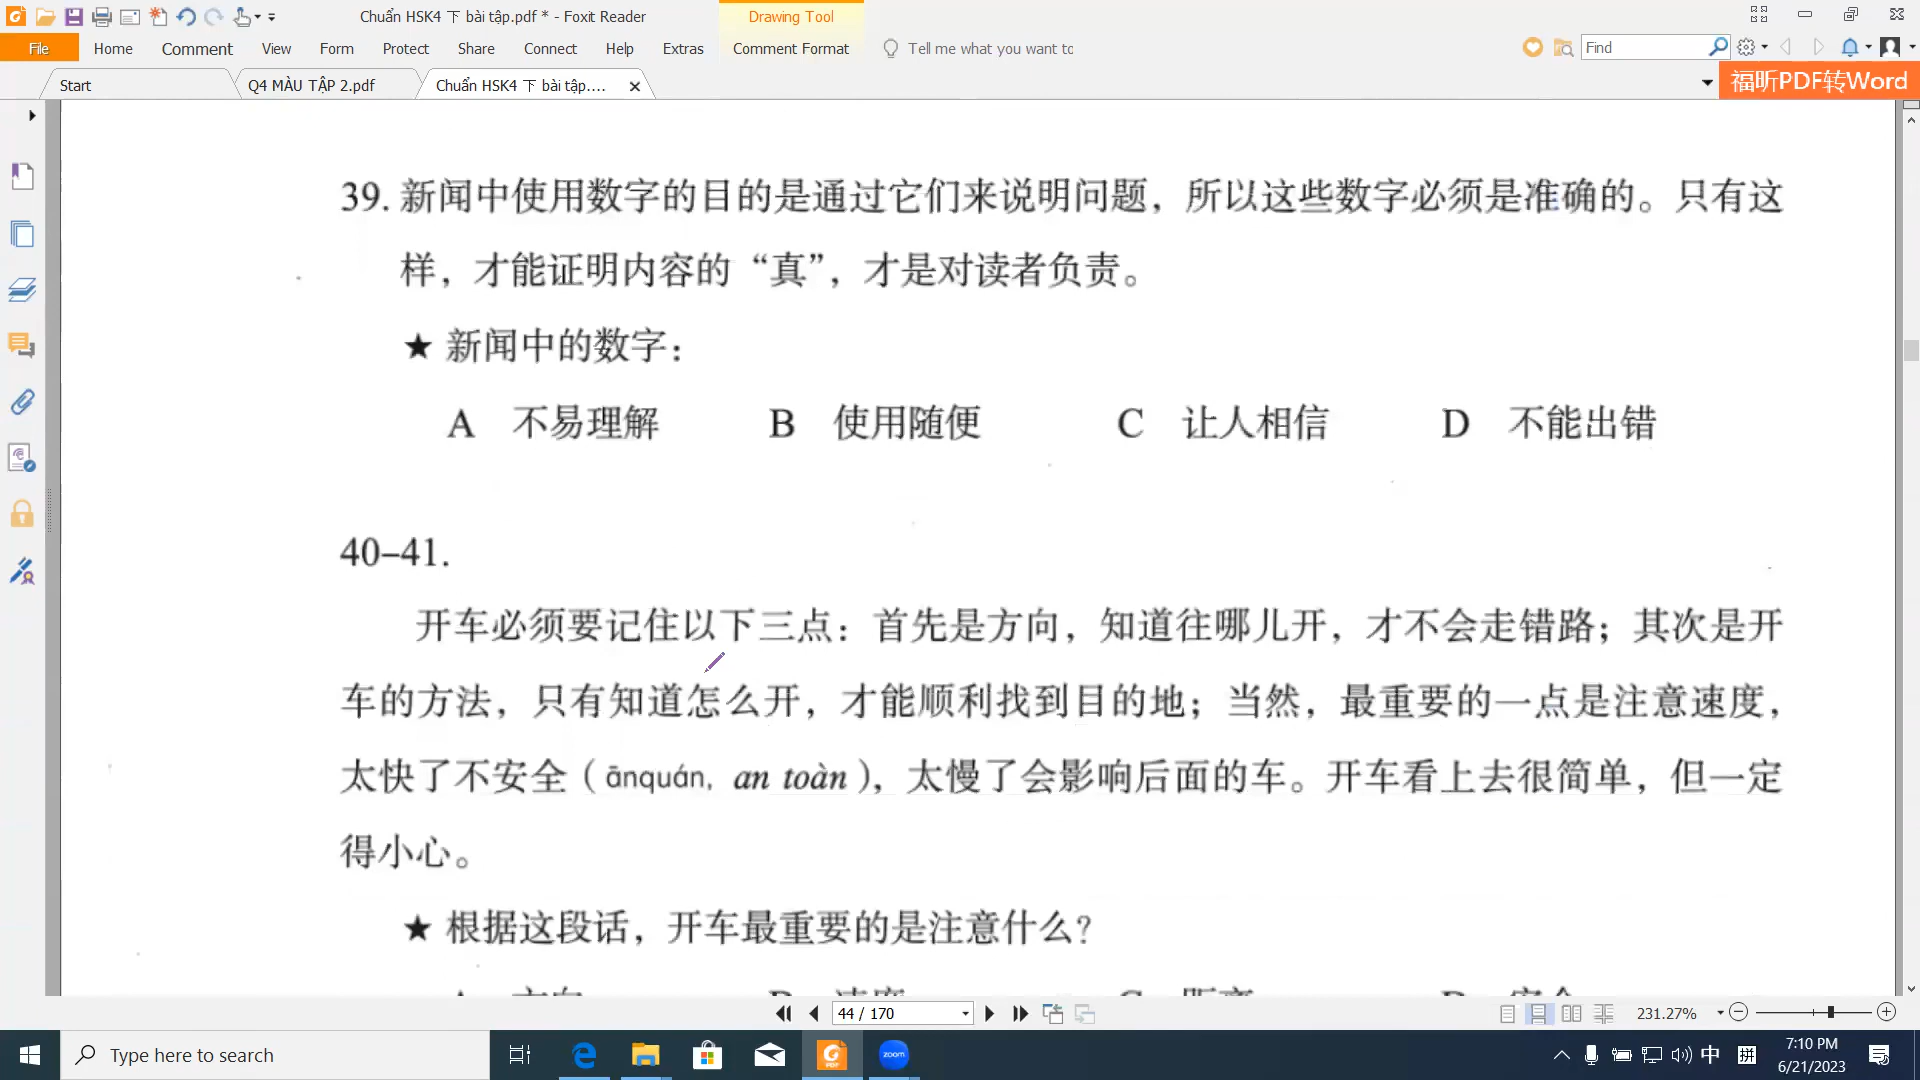 Chuẩn HSK4 下 bài tập.pdf * - Foxit Reader
Drawing Tool
File Home Comment View Form Protect Share Connect Help Extras Comment Format Tell me what you want to Find
Start Q4 MÀU TẬP 2.pdf Chuẩn HSK4 下 bài tập.... 福昕PDF转Word
39. 新闻中使用数字的目的是通过它们来说明问题，所以这些数字必须是准确的。只有这
样，才能证明内容的“真”，才是对读者负责。
★ 新闻中的数字：
A 不易理解 B 使用随便 C 让人相信 D 不能出错
40–41.
开车必须要记住以下三点：首先是方向，知道往哪儿开，才不会走错路；其次是开
车的方法，只有知道怎么开，才能顺利找到目的地；当然，最重要的一点是注意速度，
太快了不安全（ānquán, an toàn），太慢了会影响后面的车。开车看上去很简单，但一定
得小心。
★ 根据这段话，开车最重要的是注意什么？
44 / 170 231.27%
Type here to search zoom 中 拼 7:10 PM
6/21/2023